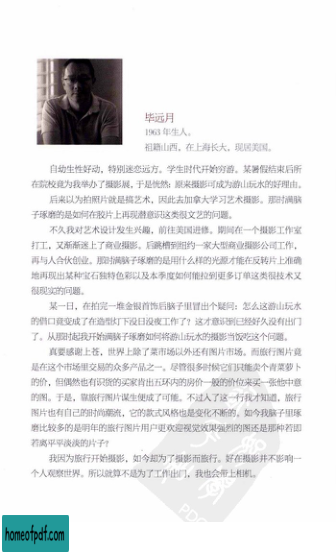 毕远月
1963年生人。
祖籍山西，在上海长大，现居美国。
自幼生性好动，特别迷恋远方。学生时代开始穷游。某暑假结束后所
在院校竟为我举办了摄影展，于是恍然：原来摄影可成为游山玩水的好理由。
后来以为拍照片就是搞艺术，因此去加拿大学习艺术摄影。那时满脑
子琢磨的是如何在胶片上再现潜意识这类很文艺的问题。
不久我对艺术设计发生兴趣，前往美国进修。期间在一个摄影工作室
打工，又渐渐迷上了商业摄影。后跳槽到纽约一家大型商业摄影公司工作，
再与人合伙创业。那时满脑子琢磨的是用什么样的光源才能在反转片上准确
地再现出某种宝石独特色彩以及本季度如何能拉到更多订单这类很技术又
很现实的问题。
某一日，在拍完一堆金银首饰后脑子里冒出个疑问：怎么这游山玩水
的借口竟变成了在造型灯下没日没夜工作了？这才意识到已经好久没有出门
了。从那时起我开始满脑子琢磨如何将游山玩水的摄影当饭吃这个问题。
真要感谢上苍，世界上除了菜市场以外还有图片市场。而旅行图片竟
是在这个市场里交易的众多产品之一。尽管很多时候它们只能卖个青菜萝卜
的价，但偶然也有识货的买家肯出五环内的房价一般的价位来买一张他中意
的图。于是，靠旅行图片谋生便成了可能。不过入了这一行我才知道，旅行
图片也有自己的时尚潮流，它的款式风格也是变化不断的。如今我脑子里琢
磨比较多的是明年的旅行图片用户更欢迎视觉效果强烈的图还是那种若即
若离平平淡淡的片子？
我因为旅行开始摄影，如今却为了摄影而旅行。好在摄影并不影响一
个人观察世界。所以就算不是为了工作出门，我也会带上相机。
homeofpdf.com